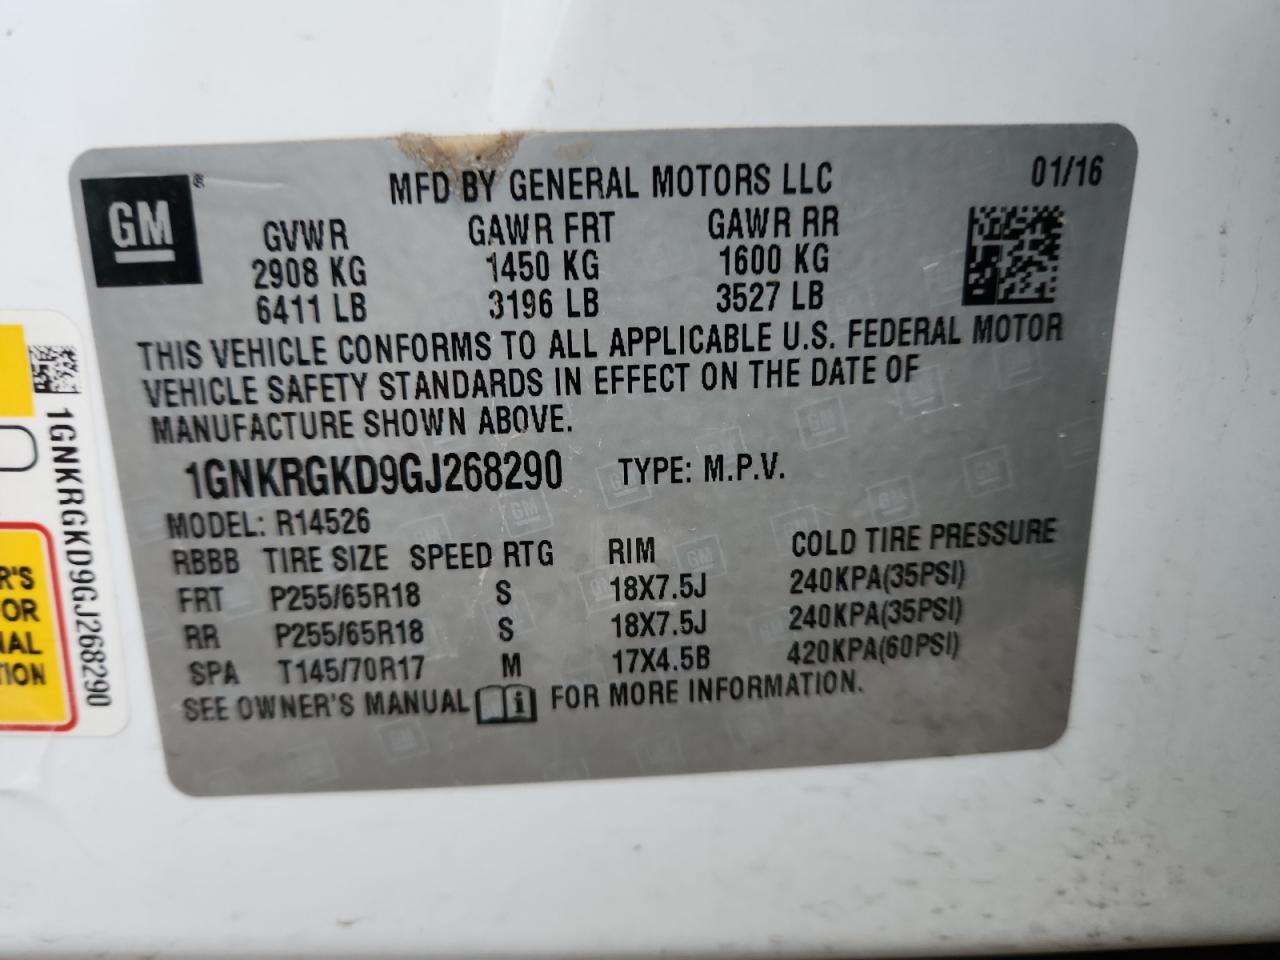 GM
®
MFD BY GENERAL MOTORS LLC
01/16
GVWR GAWR FRT GAWR RR
2908 KG 1450 KG 1600 KG
6411 LB 3196 LB 3527 LB
THIS VEHICLE CONFORMS TO ALL APPLICABLE U.S. FEDERAL MOTOR
VEHICLE SAFETY STANDARDS IN EFFECT ON THE DATE OF
MANUFACTURE SHOWN ABOVE.
1GNKRGKD9GJ268290 TYPE: M.P.V.
MODEL: R14526
RBBB TIRE SIZE SPEED RTG RIM COLD TIRE PRESSURE
FRT P255/65R18 S 18X7.5J 240KPA(35PSI)
RR P255/65R18 S 18X7.5J 240KPA(35PSI)
SPA T145/70R17 M 17X4.5B 420KPA(60PSI)
SEE OWNER'S MANUAL i FOR MORE INFORMATION.
1GNKRGKD9GJ268290
R'S
OR
NAL
TION